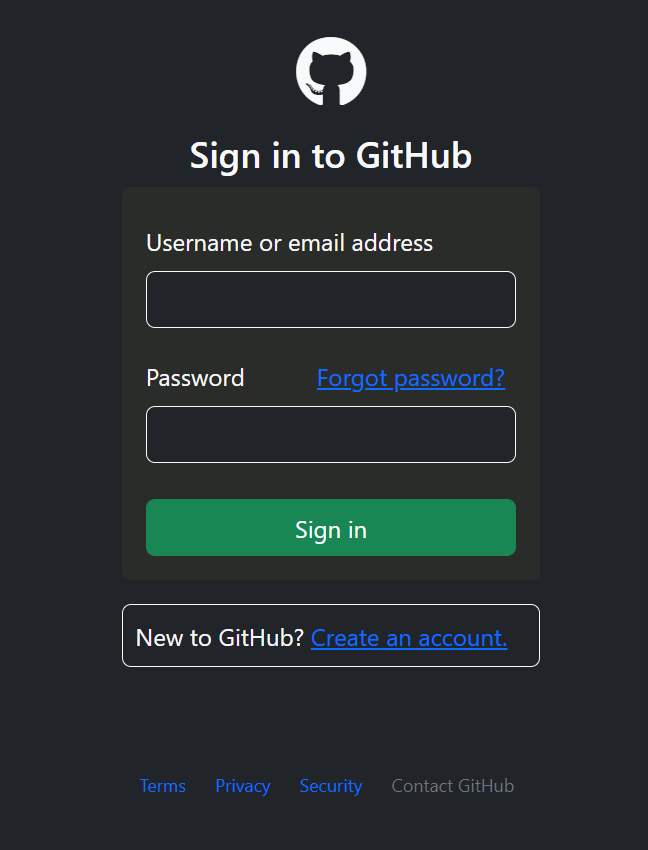 Sign in to GitHub
Username or email address
Password Forgot password?
Sign in
New to GitHub? Create an account.
Terms Privacy Security Contact GitHub